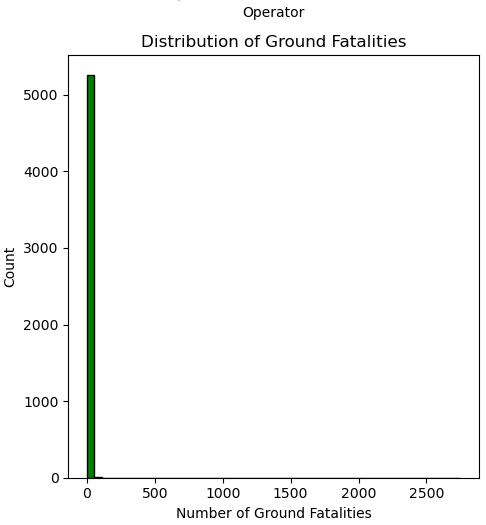 Operator
Distribution of Ground Fatalities
5000
4000
3000
2000
1000
0
Count
0 500 1000 1500 2000 2500
Number of Ground Fatalities